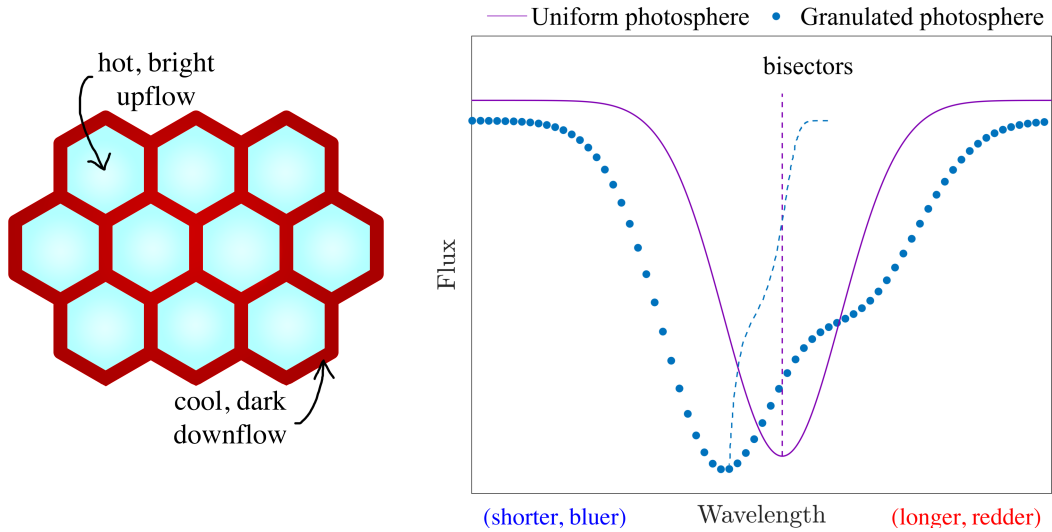 hot, bright
upflow
cool, dark
downflow
Uniform photosphere
Granulated photosphere
bisectors
Flux
(shorter, bluer)
Wavelength
(longer, redder)